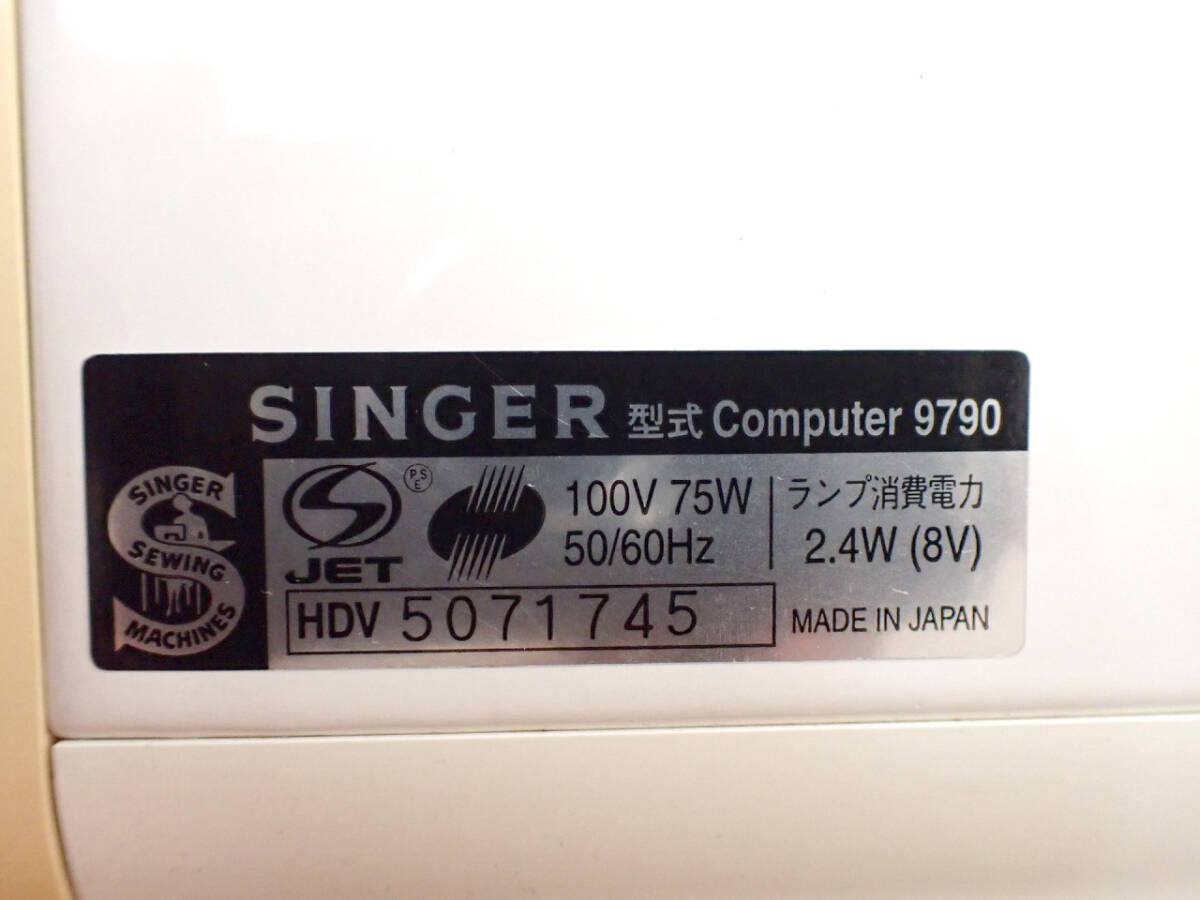 SINGER 型式 Computer 9790
SINGER
SEWING
MACHINES
JET
PSE
100V 75W
50/60Hz
ランプ消費電力
2.4W (8V)
HDV 5071745
MADE IN JAPAN